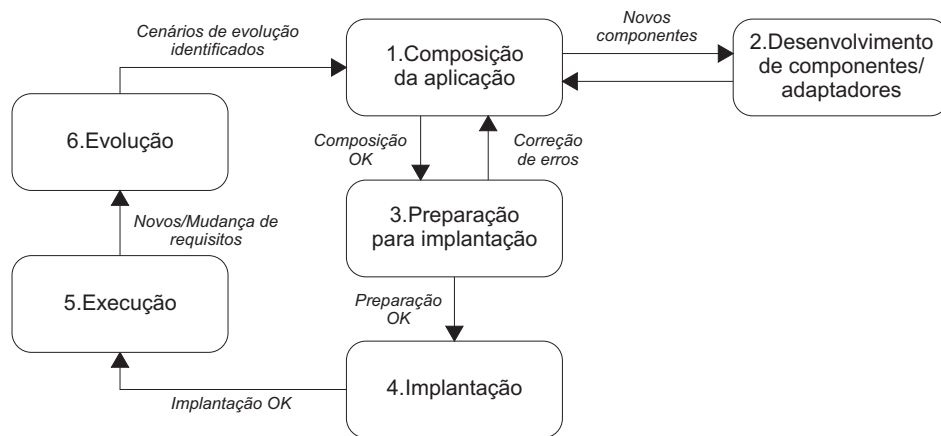 Cenários de evolução
identificados
1.Composição
da aplicação
Novos
componentes
2.Desenvolvimento
de componentes/
adaptadores
6.Evolução
Composição
OK
Correção
de erros
3.Preparação
para implantação
Novos/Mudança de
requisitos
5.Execução
Preparação
OK
4.Implantação
Implantação OK